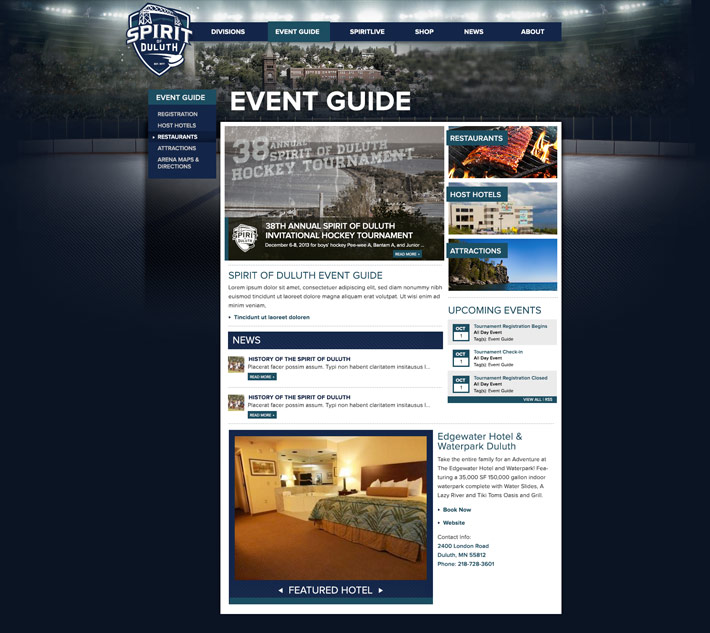 SPIRIT
OF
DULUTH
DIVISIONS
EVENT GUIDE
SPIRITLIVE
SHOP
NEWS
ABOUT
EVENT GUIDE
REGISTRATION
HOST HOTELS
RESTAURANTS
ATTRACTIONS
ARENA MAPS &
DIRECTIONS
EVENT GUIDE
38TH ANNUAL
SPIRIT OF DULUTH
HOCKEY TOURNAMENT
SPIRIT
DULUTH
38TH ANNUAL SPIRIT OF DULUTH
INVITATIONAL HOCKEY TOURNAMENT
December 6-8, 2013 for boys' hockey Pee-wee A, Bantam A, and Junior ...
READ MORE »
RESTAURANTS
HOST HOTELS
ATTRACTIONS
SPIRIT OF DULUTH EVENT GUIDE
Lorem ipsum dolor sit amet, consectetuer adipiscing elit, sed diam nonummy nibh
euismod tincidunt ut laoreet dolore magna aliquam erat volutpat. Ut wisi enim ad
minim veniam.
Tincidunt ut laoreet doloren
NEWS
HISTORY OF THE SPIRIT OF DULUTH
Placerat facer possim assum. Typi non habent claritatem insitausus I...
READ MORE »
HISTORY OF THE SPIRIT OF DULUTH
Placerat facer possim assum. Typi non habent claritatem insitausus I...
READ MORE »
UPCOMING EVENTS
OCT
1
Tournament Registration Begins
All Day Event
Tag(s): Event Guide
OCT
1
Tournament Check-in
All Day Event
Tag(s): Event Guide
OCT
1
Tournament Registration Closed
All Day Event
Tag(s): Event Guide
VIEW ALL | RSS
FEATURED HOTEL
Edgewater Hotel &
Waterpark Duluth
Take the entire family for an Adventure at
The Edgewater Hotel and Waterpark! Fea-
turing a 35,000 SF 150,000 gallon indoor
waterpark complete with Water Slides, A
Lazy River and Tiki Toms Oasis and Grill.
Book Now
Website
Contact info:
2400 London Road
Duluth, MN 55812
Phone: 218-728-3601